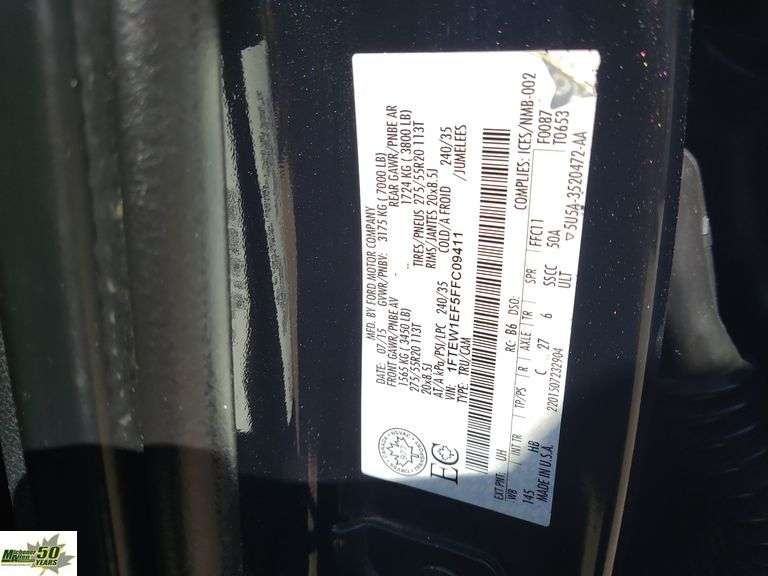 MFD. BY FORD MOTOR COMPANY
07/15 GVWR/PNBV: 3175 KG ( 7000 LB)
FRONT GAWR/PNBE AV REAR GAWR/PNBE AR
1565 KG ( 3450 LB) 1724 KG ( 3800 LB)
275/55R20 113T TIRES/PNEUS 275/55R20 113T
20x8.5J RIMS/JANTES 20x8.5J
AT/A kPa/PSI/LPC 240/35 COLD/A FROID 240/35
VIN: 1FTEW1EF5FFC09411 /JUMELEES
TYPE: TRU/CAM
EC
COMPLIES: ICES/NMB-002
EXT PNT: UH RC: B6 DSO: F0087
WB INT TR TP/PS R AXLE TR SPR FFC11 T0653
145 HB C 27 6 SSCC 50A
MADE IN U.S.A. 2201507232904 ULT ▽5U5A-3520472-AA
50 YEARS